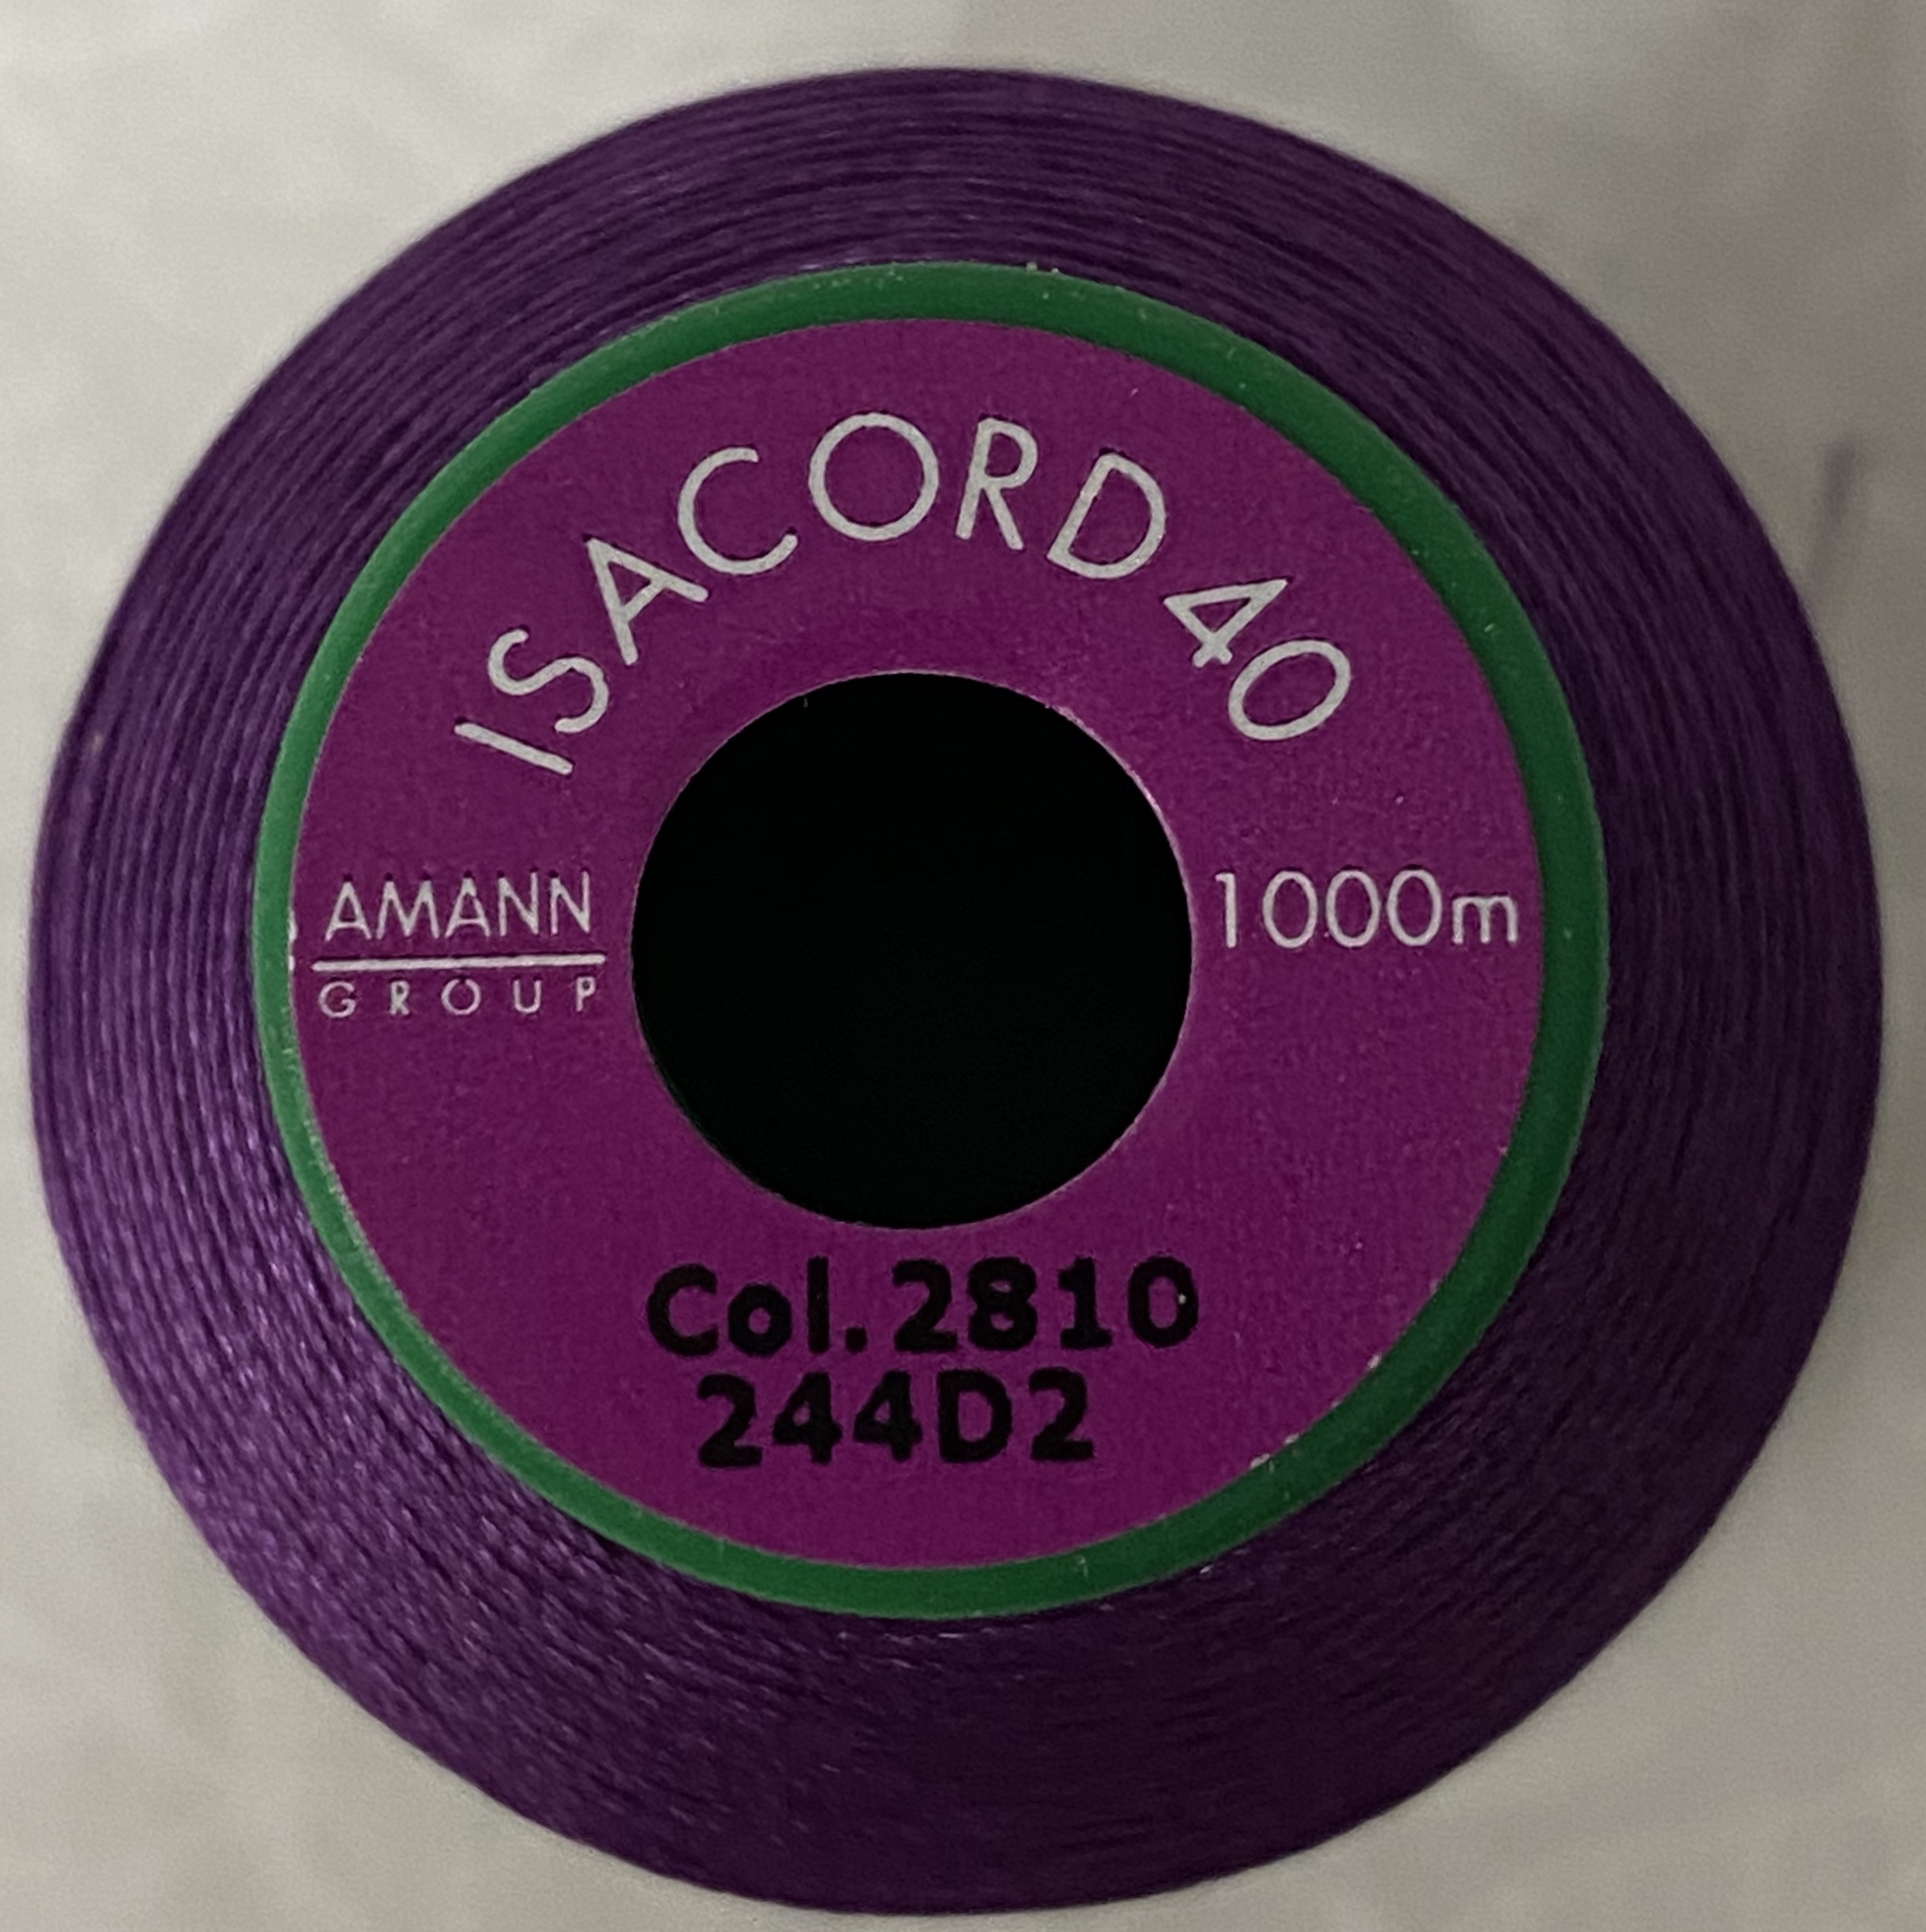 ISACORD 40
AMANN
GROUP
1000m
Col.2810
244D2